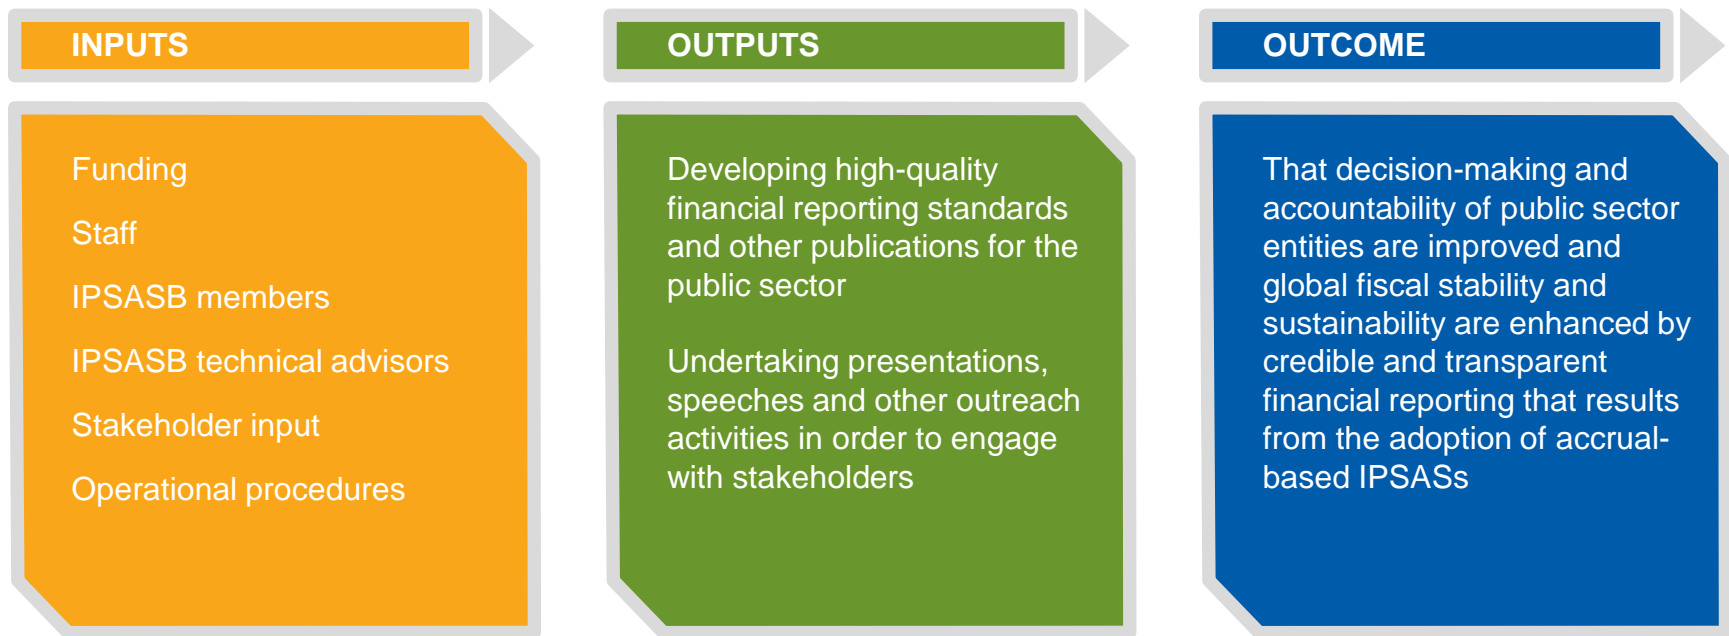 INPUTS
Funding
Staff
IPSASB members
IPSASB technical advisors
Stakeholder input
Operational procedures
OUTPUTS
Developing high-quality
financial reporting standards
and other publications for the
public sector
Undertaking presentations,
speeches and other outreach
activities in order to engage
with stakeholders
OUTCOME
That decision-making and
accountability of public sector
entities are improved and
global fiscal stability and
sustainability are enhanced by
credible and transparent
financial reporting that results
from the adoption of accrual-
based IPSASs